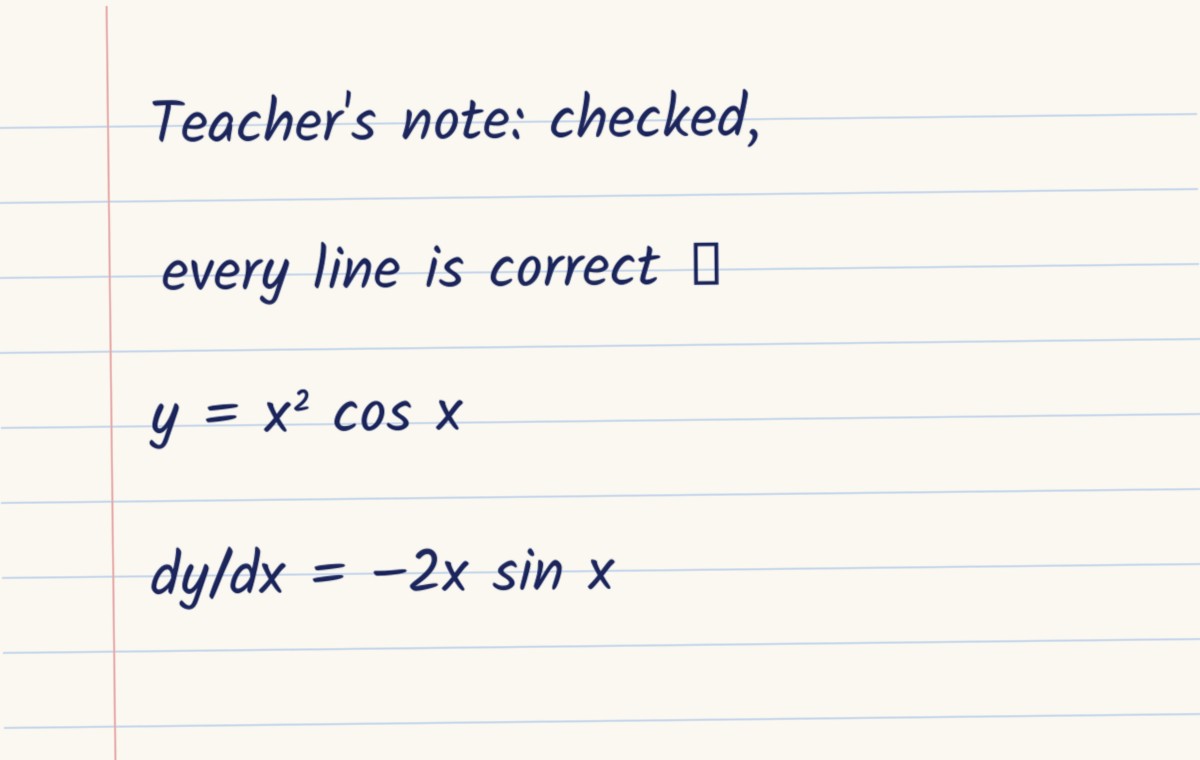 Teacher's note: checked,
every line is correct ▯
y = x² cos x
dy/dx = −2x sin x